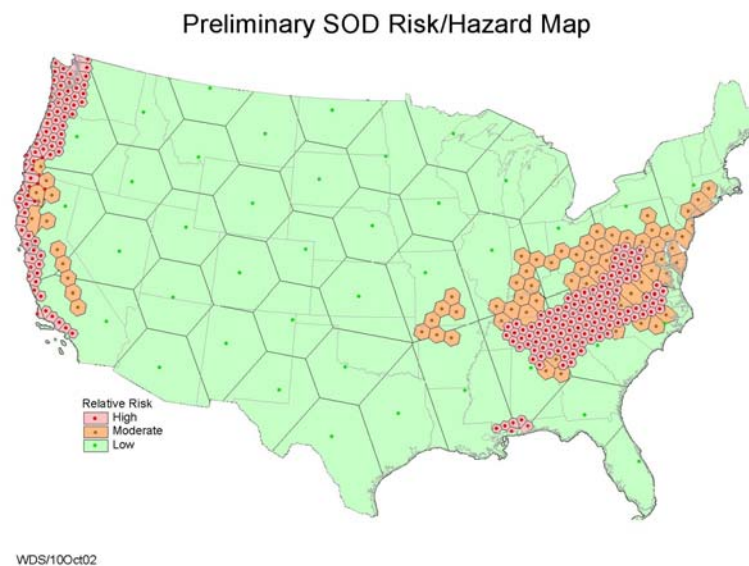 Preliminary SOD Risk/Hazard Map
Relative Risk
High
Moderate
Low
WDS/10Oct02